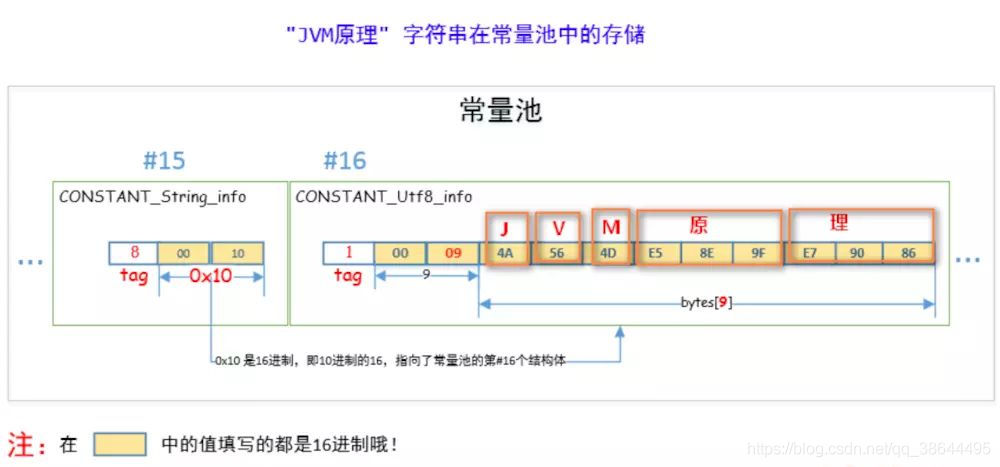 "JVM原理" 字符串在常量池中的存储
常量池
#15 #16
CONSTANT_String_info CONSTANT_Utf8_info
J V M 原 理
... 8 00 10 1 00 09 4A 56 4D E5 8E 9F E7 90 86 ...
tag 0x10 tag 9
bytes[9]
0x10 是16进制，即10进制的16，指向了常量池的第#16个结构体
注：在 中的值填写的都是16进制哦！
https://blog.csdn.net/qq_38644495